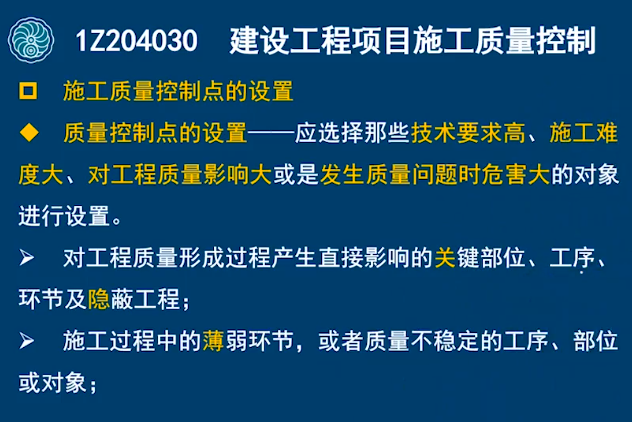 1Z204030 建设工程项目施工质量控制
施工质量控制点的设置
质量控制点的设置——应选择那些技术要求高、施工难
度大、对工程质量影响大或是发生质量问题时危害大的对象
进行设置。
对工程质量形成过程产生直接影响的关键部位、工序、
环节及隐蔽工程；
施工过程中的薄弱环节，或者质量不稳定的工序、部位
或对象；